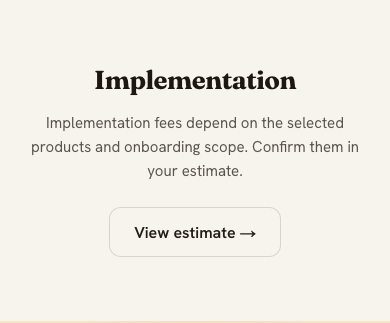 Implementation
Implementation fees depend on the selected
products and onboarding scope. Confirm them in
your estimate.
View estimate →